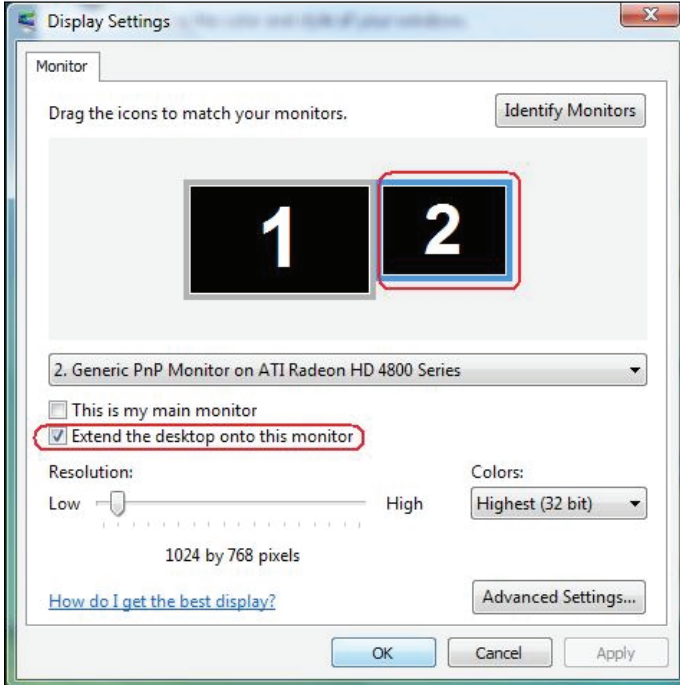 Display Settings
Monitor
Drag the icons to match your monitors.
Identify Monitors
1
2
2. Generic PnP Monitor on ATI Radeon HD 4800 Series
This is my main monitor
Extend the desktop onto this monitor
Resolution:
Colors:
Low
High
Highest (32 bit)
1024 by 768 pixels
How do I get the best display?
Advanced Settings...
OK
Cancel
Apply